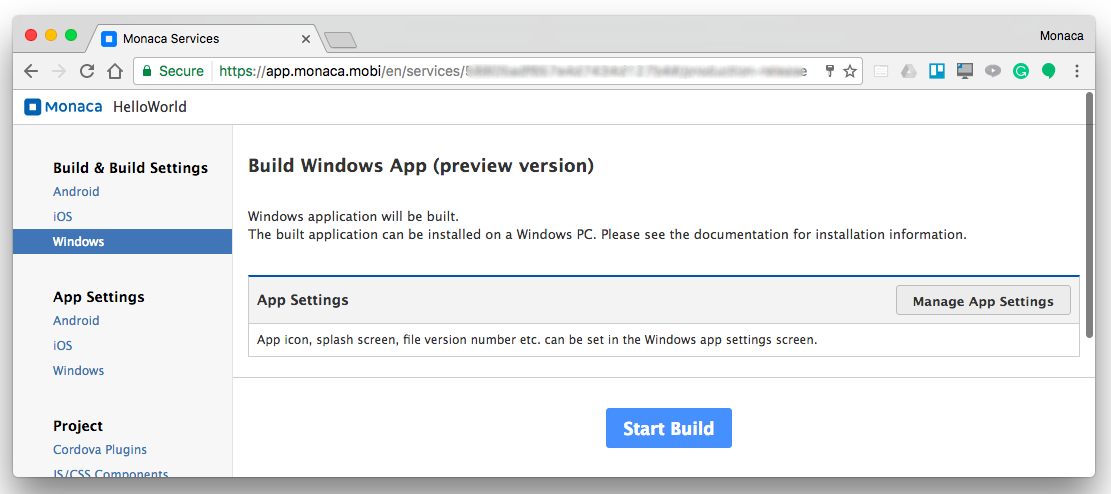 Monaca Services
Monaca
Secure https://app.monaca.mobi/en/services/
Monaca HelloWorld
Build & Build Settings
Android
iOS
Windows
App Settings
Android
iOS
Windows
Project
Cordova Plugins
JS/CSS Components
Build Windows App (preview version)
Windows application will be built.
The built application can be installed on a Windows PC. Please see the documentation for installation information.
App Settings
Manage App Settings
App icon, splash screen, file version number etc. can be set in the Windows app settings screen.
Start Build